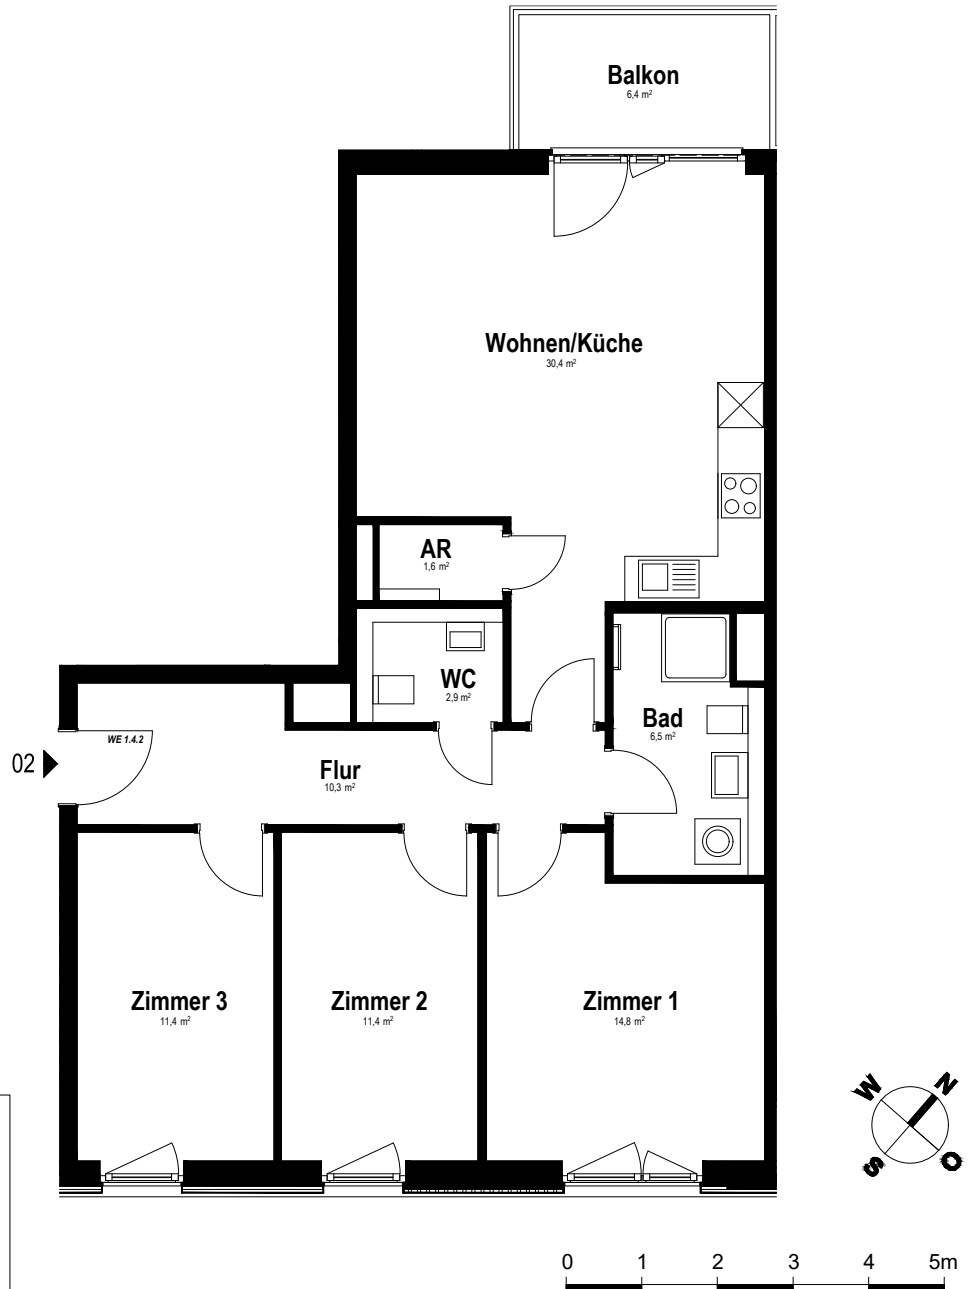 Balkon
6,4 m²
Wohnen/Küche
30,4 m²
AR
1,6 m²
WC
2,9 m²
Bad
6,5 m²
WE 1.4.2
02
Flur
10,3 m²
Zimmer 3
11,4 m²
Zimmer 2
11,4 m²
Zimmer 1
14,8 m²
W N
S O
0 1 2 3 4 5m